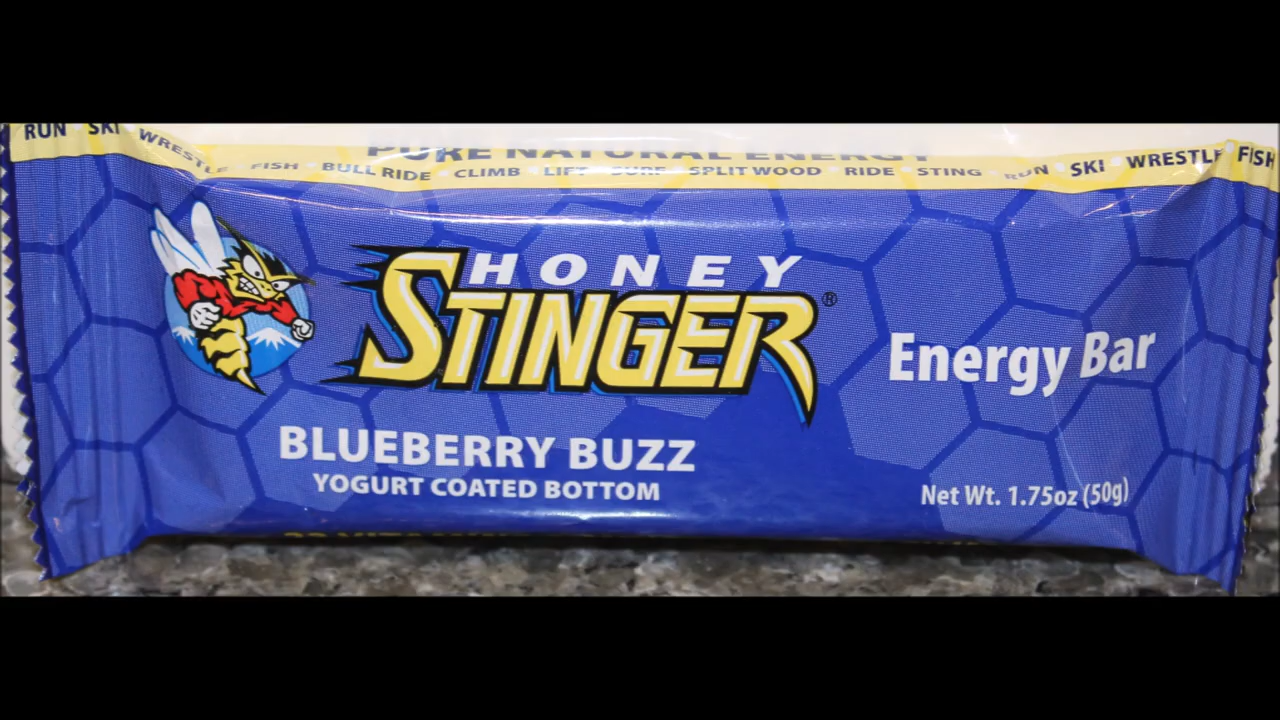 PURE NATURAL ENERGY
RUN SKI WRESTLE FISH BULL RIDE CLIMB LIFT SURF SPLIT WOOD RIDE STING RUN SKI WRESTLE FISH
HONEY
STINGER®
Energy Bar
BLUEBERRY BUZZ
YOGURT COATED BOTTOM
Net Wt. 1.75oz (50g)